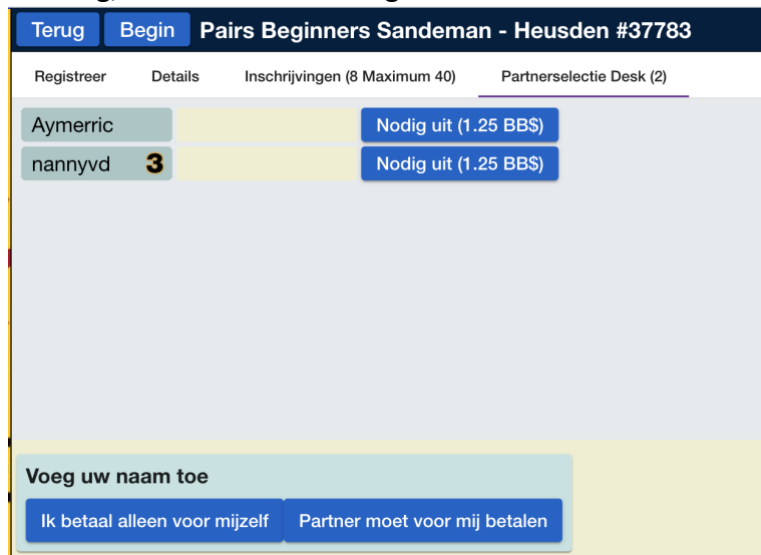 Terug Begin Pairs Beginners Sandeman - Heusden #37783
Registreer Details Inschrijvingen (8 Maximum 40) Partnerselectie Desk (2)
Aymerric Nodig uit (1.25 BB$)
nannyvd 3 Nodig uit (1.25 BB$)
Voeg uw naam toe
Ik betaal alleen voor mijzelf Partner moet voor mij betalen